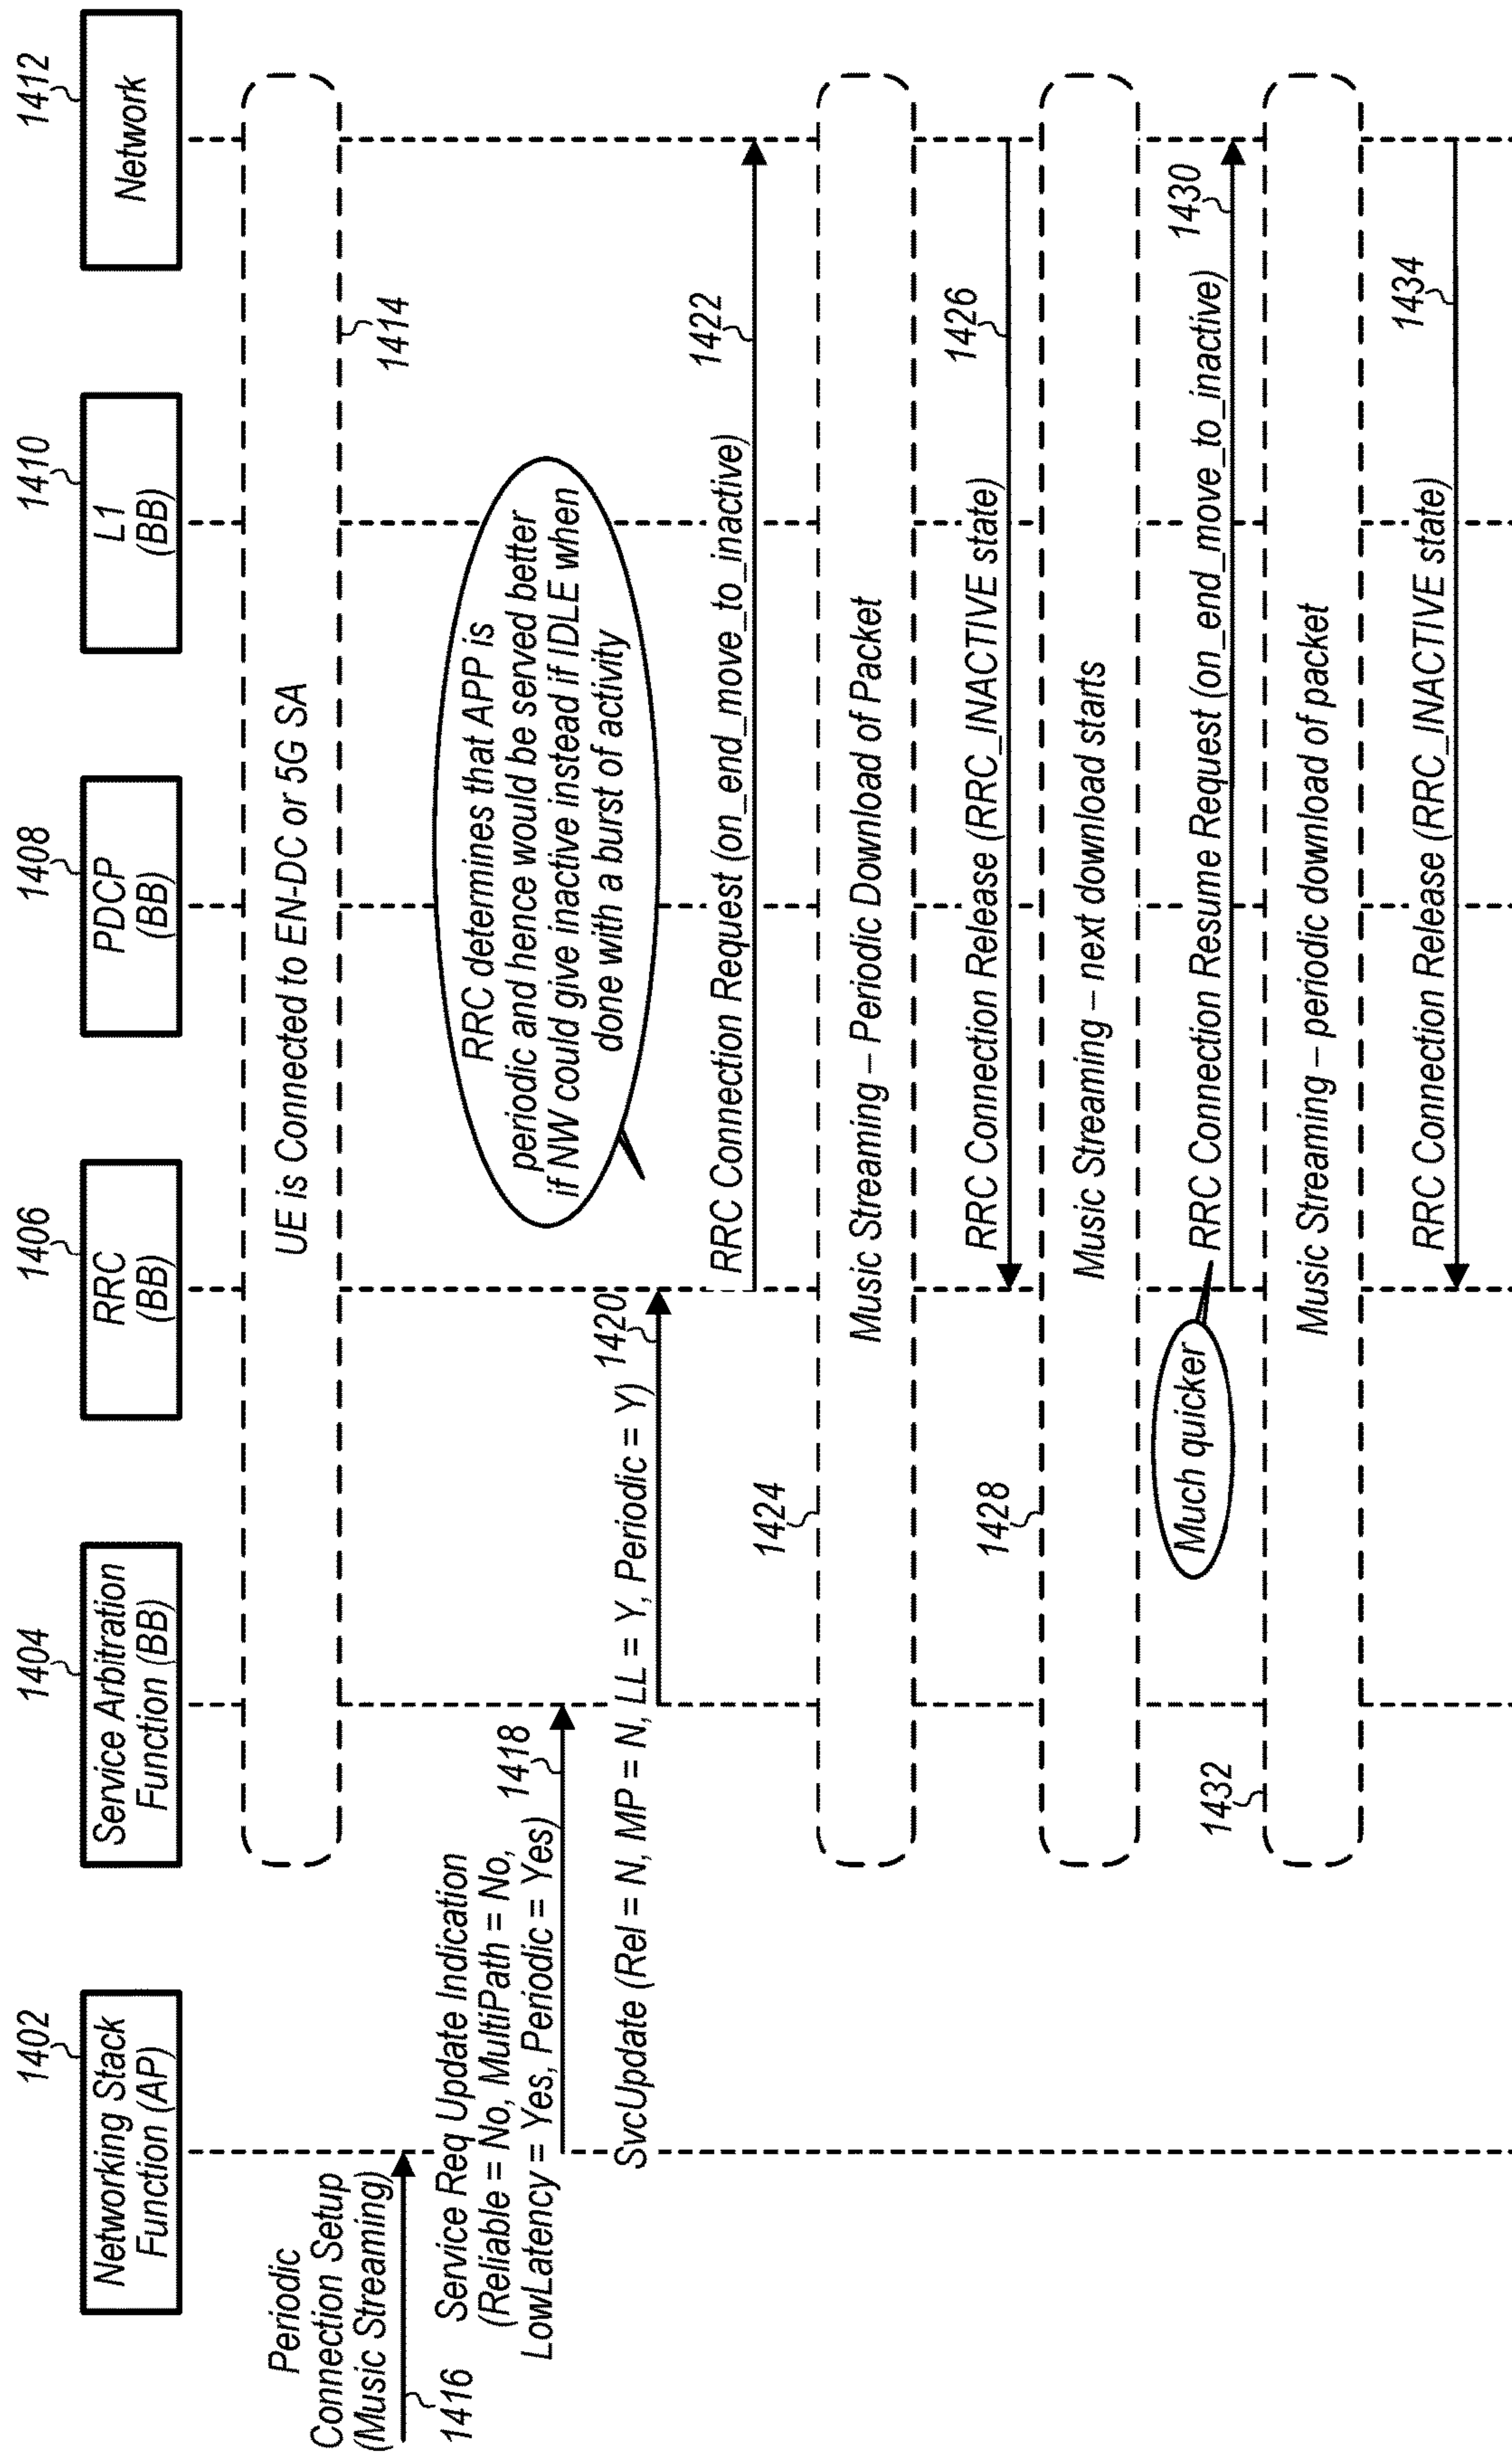 1402
Networking Stack
Function (AP)
1404
Service Arbitration
Function (BB)
1406
RRC
(BB)
1408
PDCP
(BB)
1410
L1
(BB)
1412
Network
UE is Connected to EN-DC or 5G SA
1414
Periodic
Connection Setup
(Music Streaming)
1416
Service Req Update Indication
(Reliable = No, MultiPath = No,
LowLatency = Yes, Periodic = Yes)
1418
RRC determines that APP is
periodic and hence would be served better
if NW could give inactive instead if IDLE when
done with a burst of activity
SvcUpdate (Rel = N, MP = N, LL = Y, Periodic = Y)
1420
RRC Connection Request (on_end_move_to_inactive)
1422
1424
Music Streaming – Periodic Download of Packet
RRC Connection Release (RRC_INACTIVE state)
1426
1428
Music Streaming – next download starts
Much quicker
RRC Connection Resume Request (on_end_move_to_inactive)
1430
1432
Music Streaming – periodic download of packet
RRC Connection Release (RRC_INACTIVE state)
1434